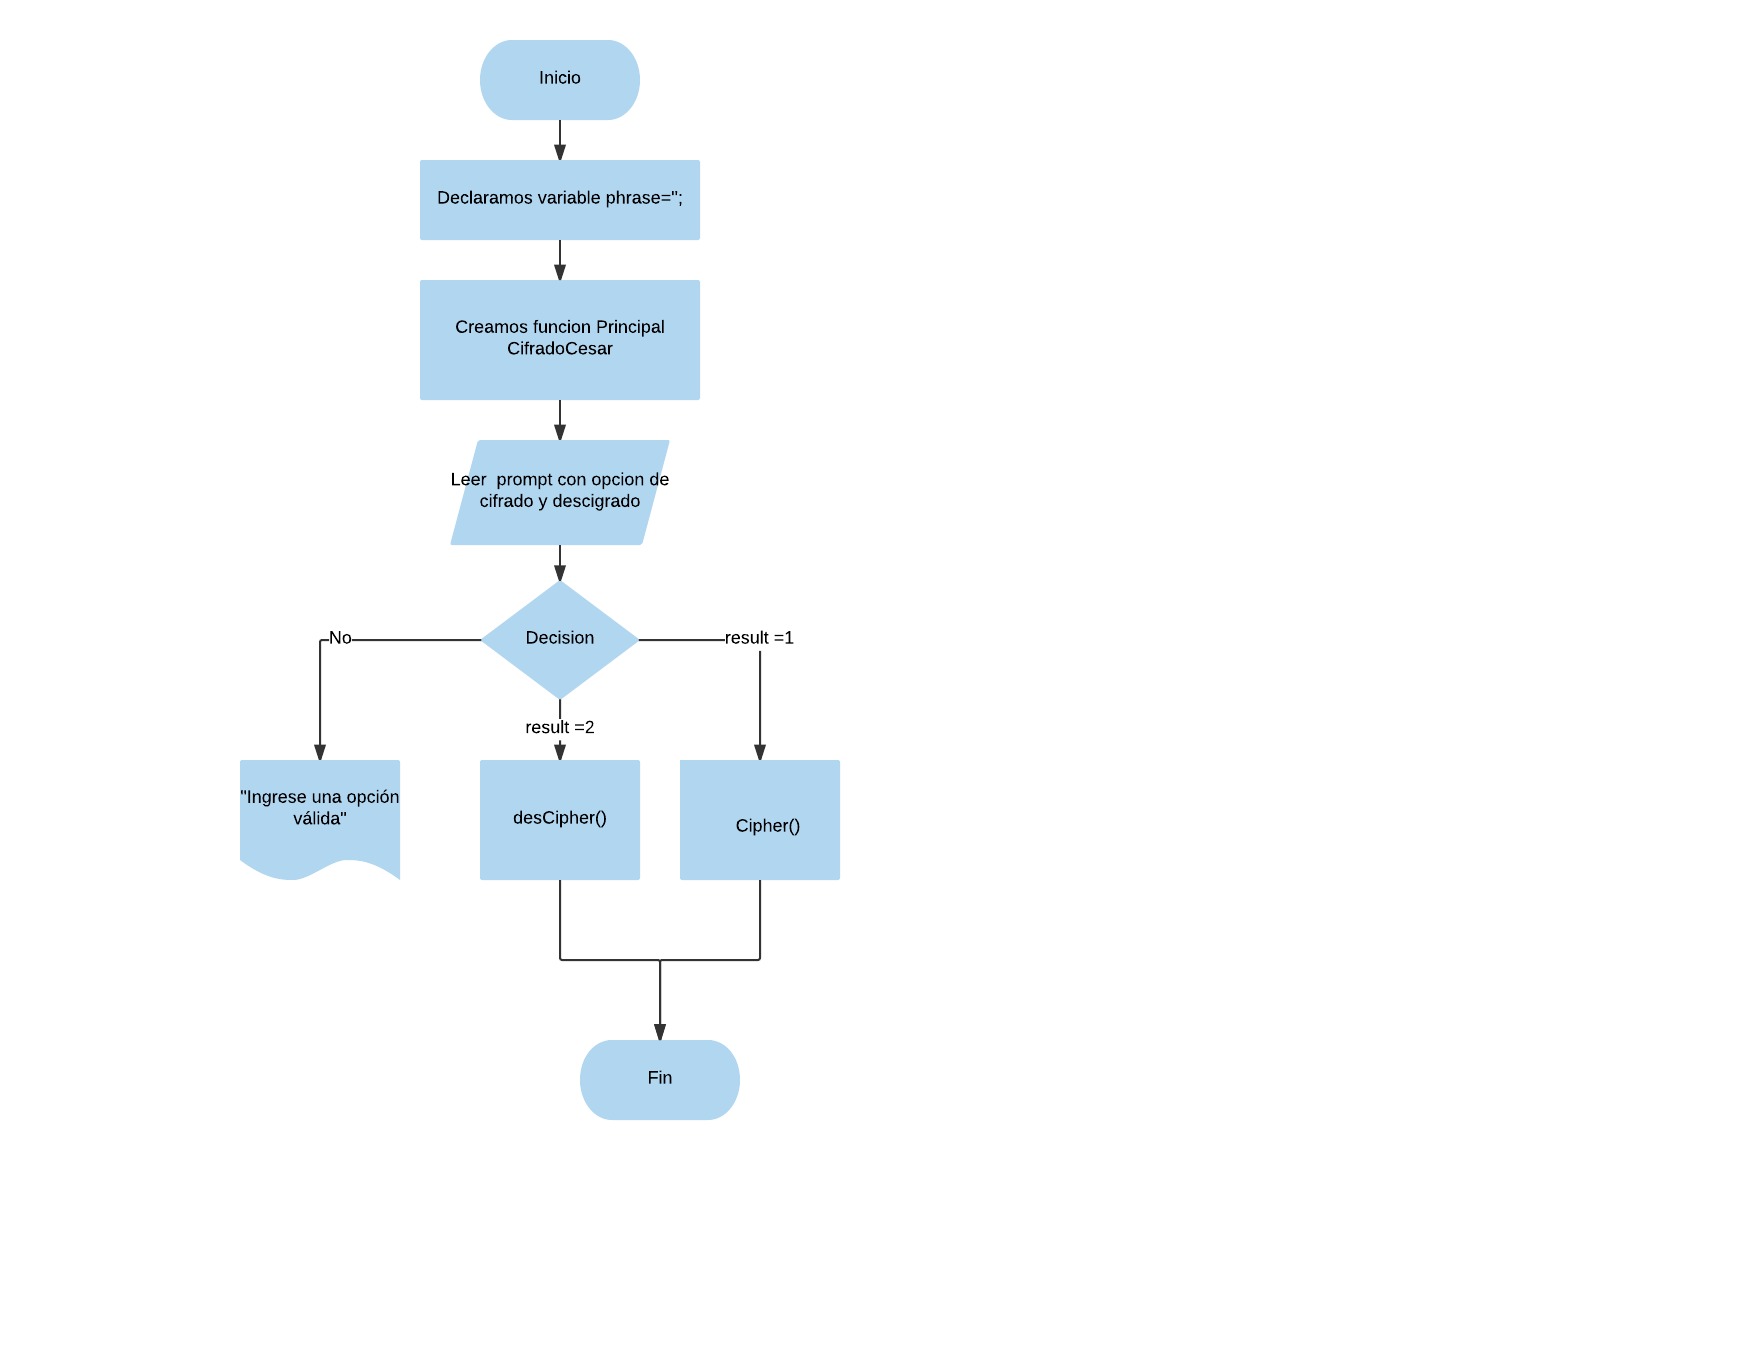 Inicio
Declaramos variable phrase='';
Creamos funcion Principal
CifradoCesar
Leer  prompt con opcion de
cifrado y descigrado
Decision
No
result =1
result =2
"Ingrese una opción
válida"
desCipher()
Cipher()
Fin